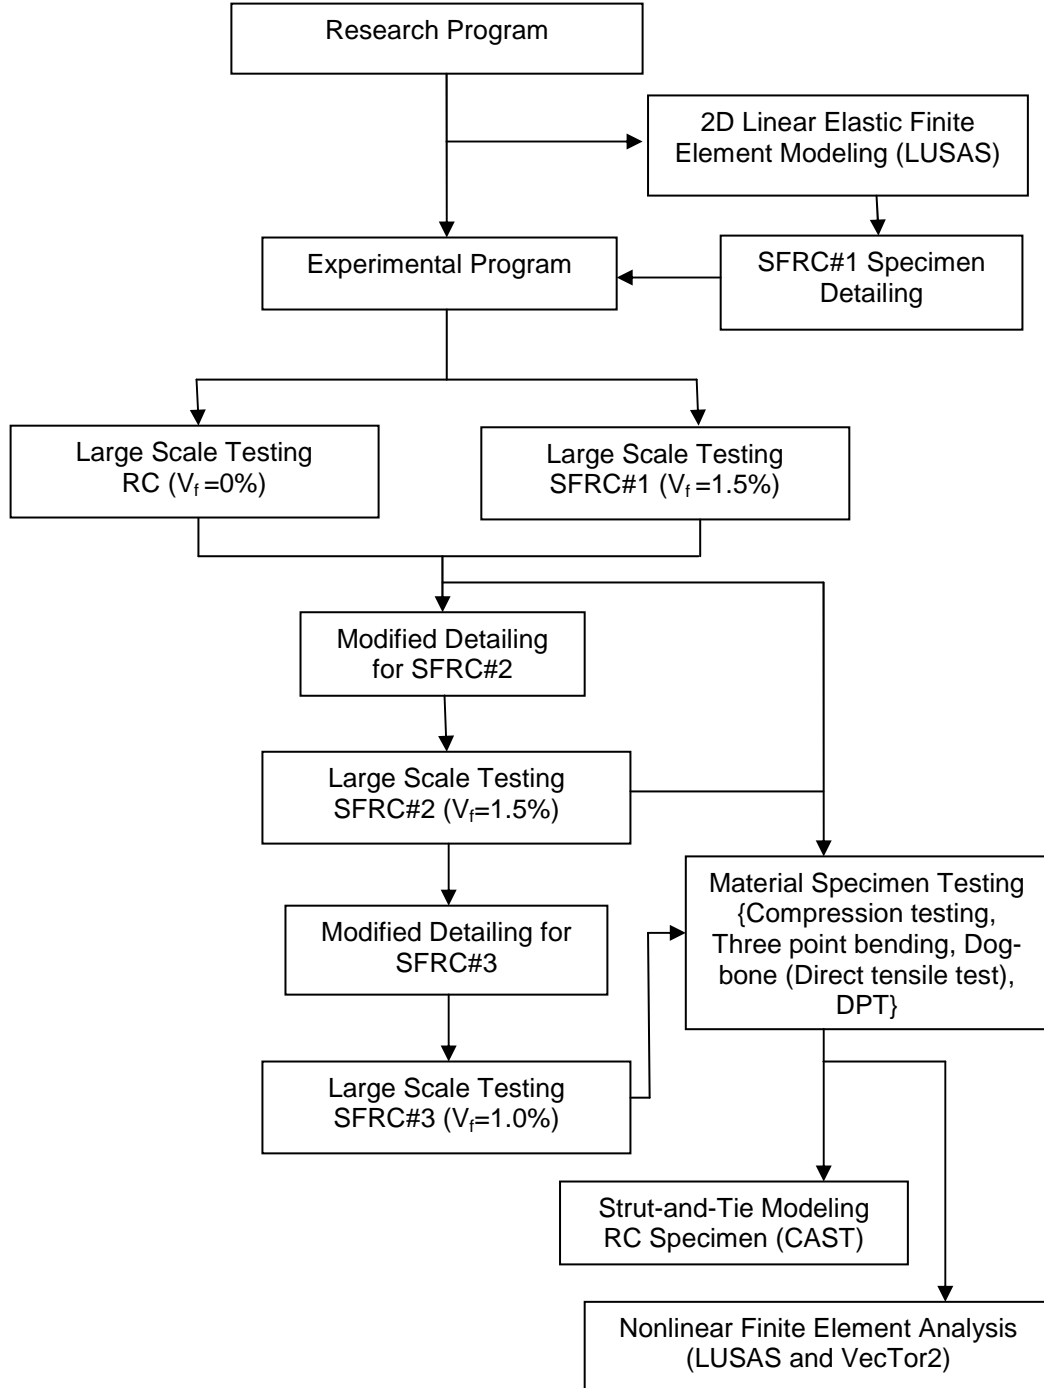 Research Program
2D Linear Elastic Finite
Element Modeling (LUSAS)
Experimental Program
SFRC#1 Specimen
Detailing
Large Scale Testing
RC (Vf =0%)
Large Scale Testing
SFRC#1 (Vf =1.5%)
Modified Detailing
for SFRC#2
Large Scale Testing
SFRC#2 (Vf=1.5%)
Material Specimen Testing
{Compression testing,
Three point bending, Dog-
bone (Direct tensile test),
DPT}
Modified Detailing for
SFRC#3
Large Scale Testing
SFRC#3 (Vf=1.0%)
Strut-and-Tie Modeling
RC Specimen (CAST)
Nonlinear Finite Element Analysis
(LUSAS and VecTor2)